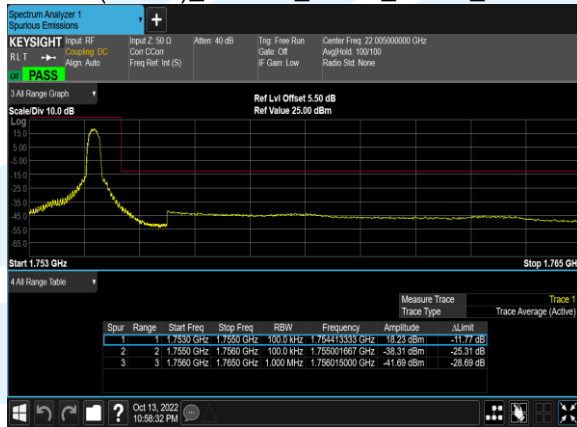 Spectrum Analyzer 1
Spurious Emissions
+
KEYSIGHT Input: RF Input Z: 50 Ω Atten: 40 dB Trig: Free Run Center Freq: 22.005000000 GHz
R L T Coupling: DC Corr CCorr Gate: Off Avg|Hold: 100/100
Align: Auto Freq Ref: Int (S) IF Gain: Low Radio Std: None
LW PASS
3 All Range Graph
Ref Lvl Offset 5.50 dB
Scale/Div 10.0 dB Ref Value 25.00 dBm
Log
15.0
5.00
-5.00
-15.0
-25.0
-35.0
-45.0
-55.0
-65.0
Start 1.753 GHz Stop 1.765 GH
4 All Range Table
Measure Trace Trace 1
Trace Type Trace Average (Active)
Spur Range Start Freq Stop Freq RBW Frequency Amplitude ΔLimit
1 1 1.7530 GHz 1.7550 GHz 100.0 kHz 1.754413333 GHz 18.23 dBm -11.77 dB
2 2 1.7550 GHz 1.7560 GHz 100.0 kHz 1.755001667 GHz -38.31 dBm -25.31 dB
3 3 1.7560 GHz 1.7650 GHz 1.000 MHz 1.756015000 GHz -41.69 dBm -28.69 dB
? Oct 13, 2022
10:58:32 PM